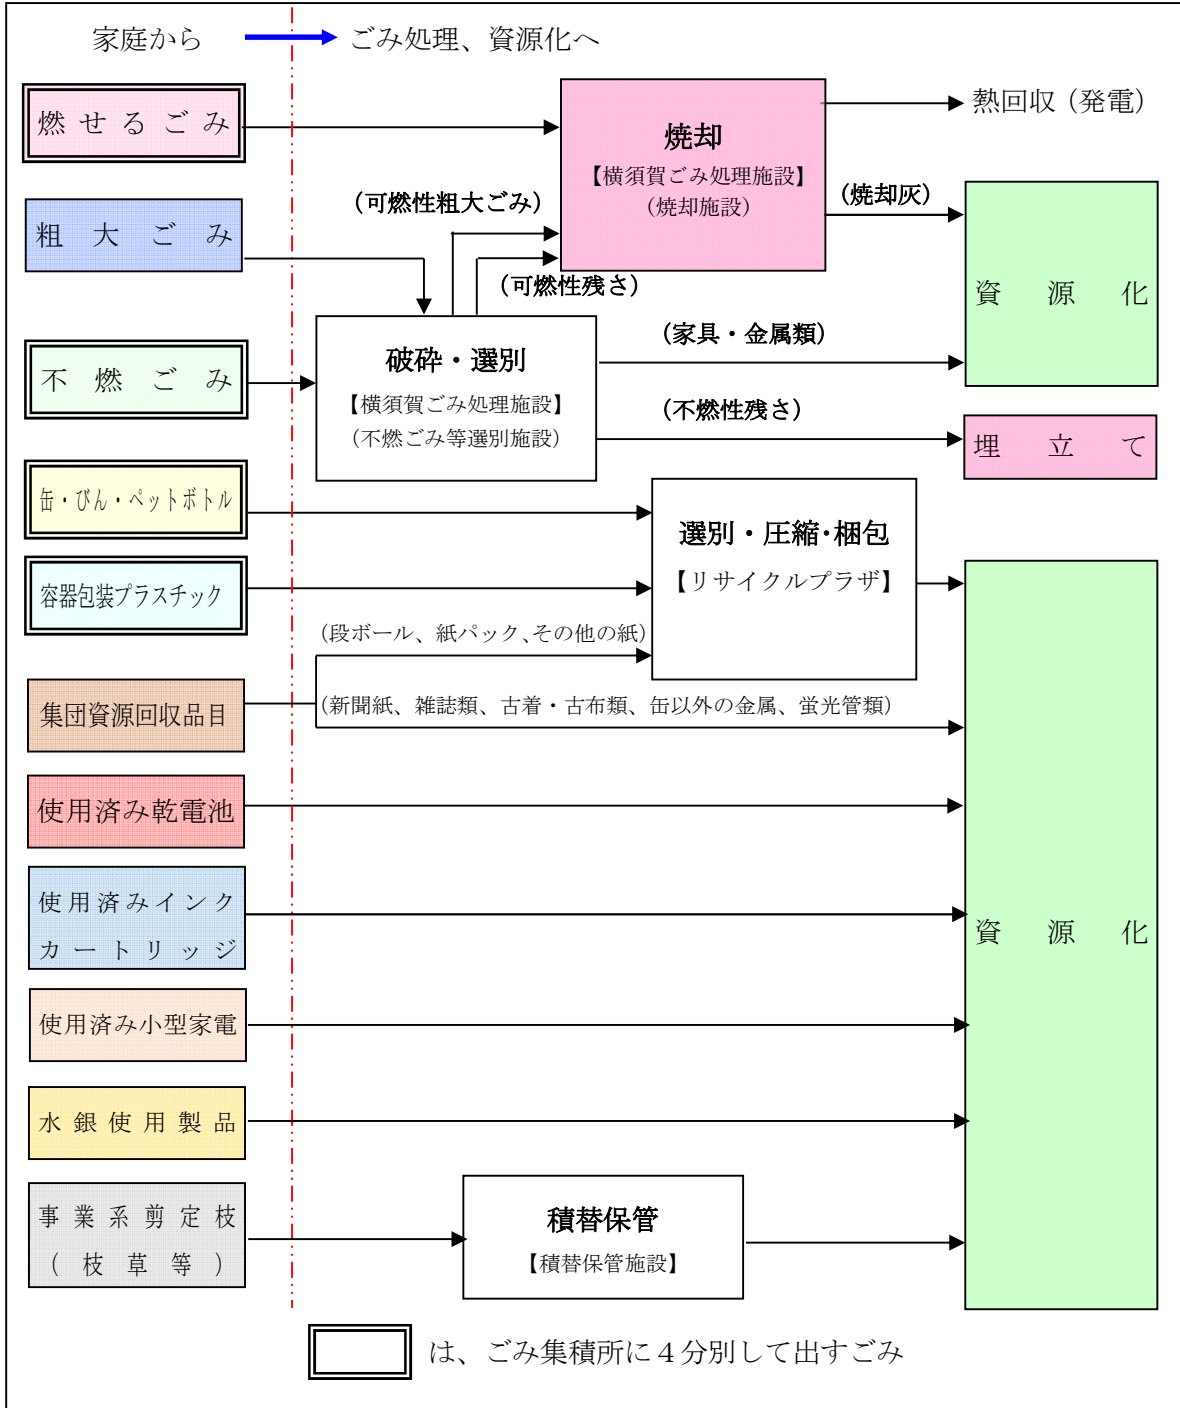 家庭から
ごみ処理、資源化へ
燃せるごみ
焼却
【横須賀ごみ処理施設】
(焼却施設)
熱回収(発電)
(焼却灰)
粗大ごみ
(可燃性粗大ごみ)
(可燃性残さ)
資源化
不燃ごみ
破砕・選別
【横須賀ごみ処理施設】
(不燃ごみ等選別施設)
(家具・金属類)
(不燃性残さ)
埋立て
缶・びん・ペットボトル
選別・圧縮・梱包
【リサイクルプラザ】
容器包装プラスチック
(段ボール、紙パック、その他の紙)
集団資源回収品目
(新聞紙、雑誌類、古着・古布類、缶以外の金属、蛍光管類)
使用済み乾電池
使用済みインク
カートリッジ
資源化
使用済み小型家電
水銀使用製品
事業系剪定枝
(枝草等)
積替保管
【積替保管施設】
は、ごみ集積所に4分別して出すごみ